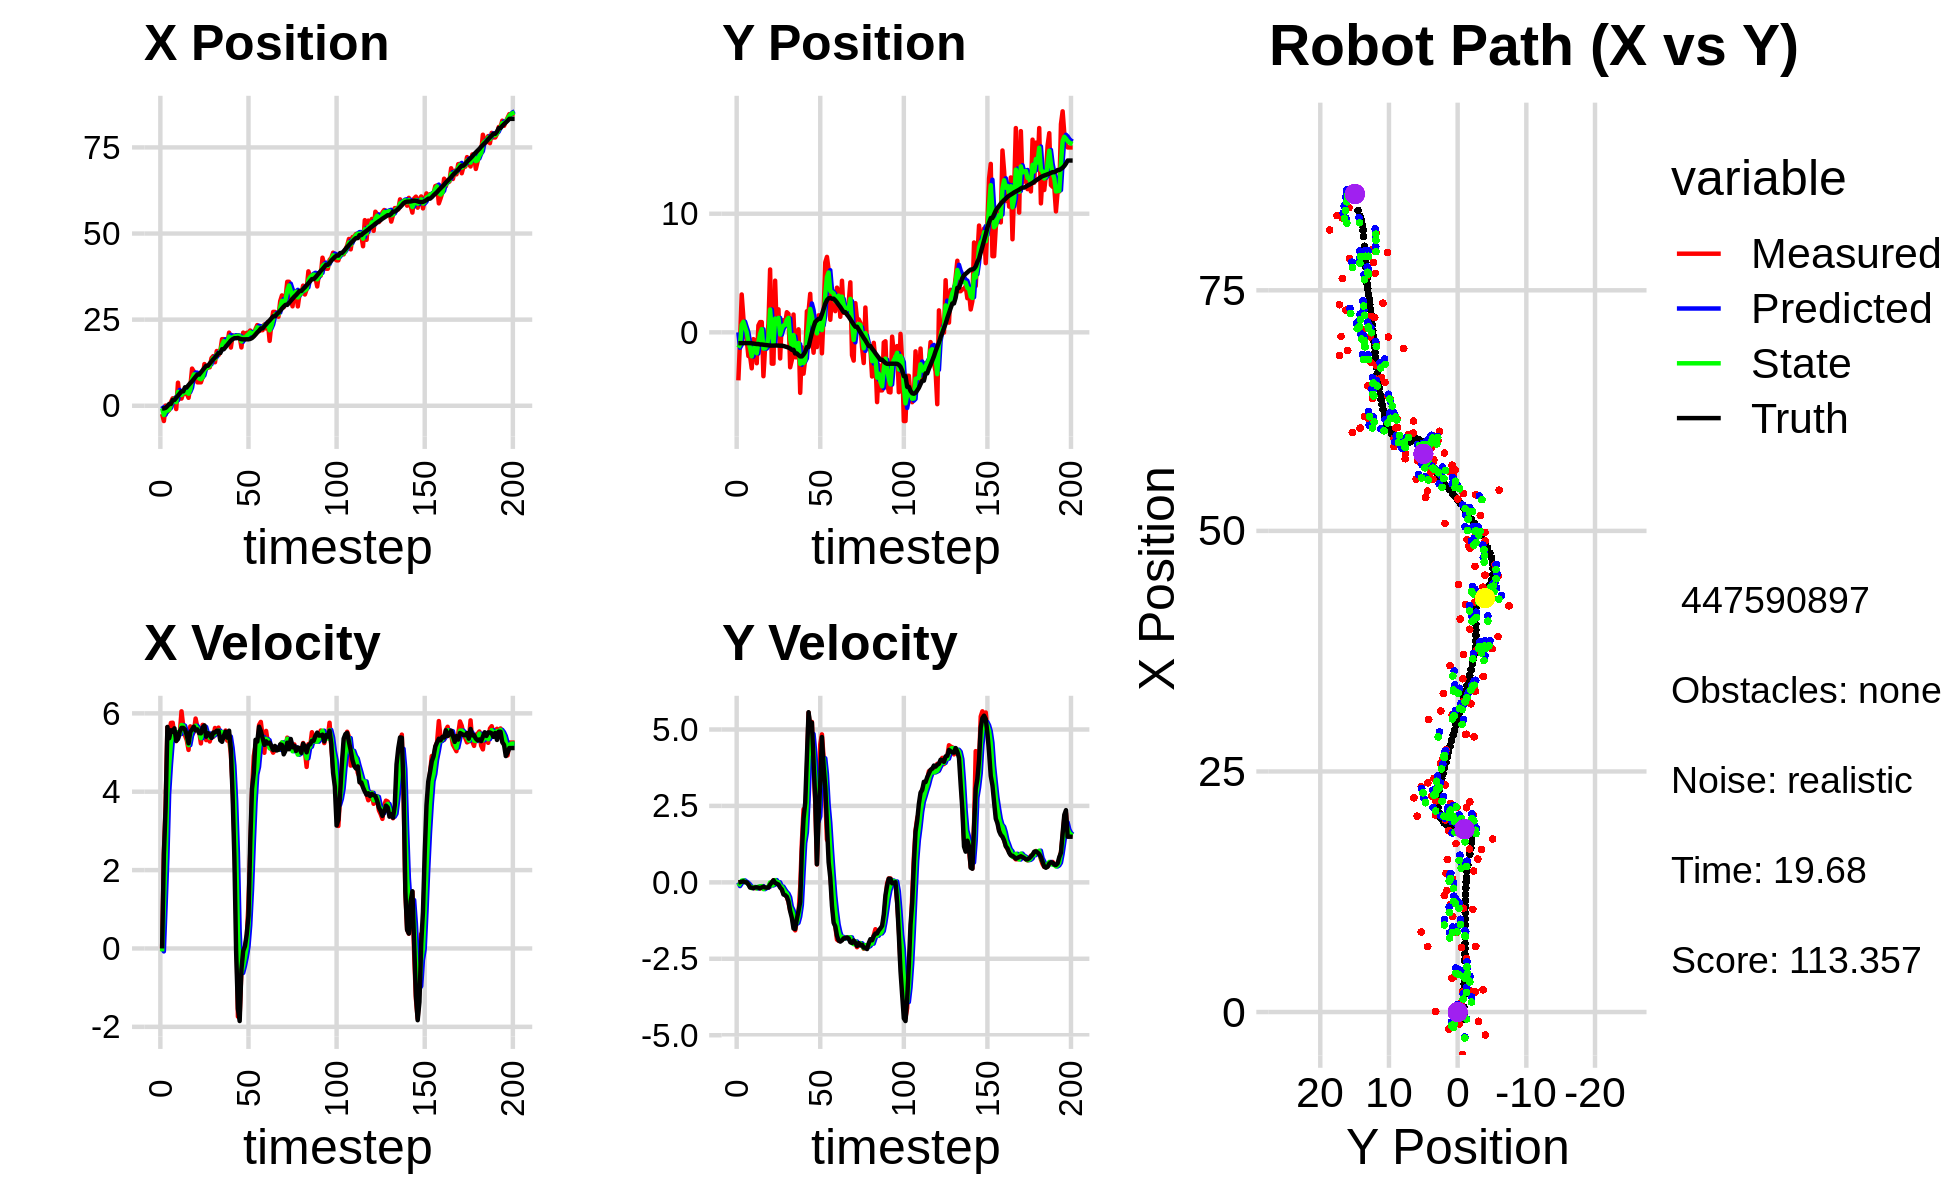 X Position
75
50
25
0
0
50
100
150
200
timestep
Y Position
10
0
0
50
100
150
200
timestep
X Velocity
6
4
2
0
-2
0
50
100
150
200
timestep
Y Velocity
5.0
2.5
0.0
-2.5
-5.0
0
50
100
150
200
timestep
Robot Path (X vs Y)
X Position
75
50
25
0
20 10 0 -10 -20
Y Position
variable
Measured
Predicted
State
Truth
447590897
Obstacles: none
Noise: realistic
Time: 19.68
Score: 113.357